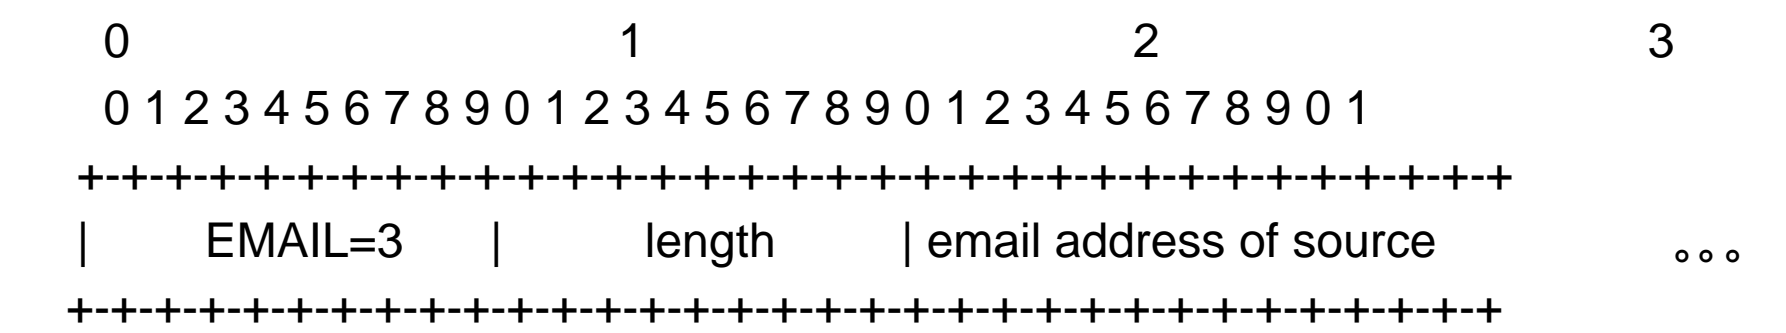 0 1 2 3
0 1 2 3 4 5 6 7 8 9 0 1 2 3 4 5 6 7 8 9 0 1 2 3 4 5 6 7 8 9 0 1
+-+-+-+-+-+-+-+-+-+-+-+-+-+-+-+-+-+-+-+-+-+-+-+-+-+-+-+-+-+-+-+-+
| EMAIL=3 | length | email address of source 。。。
+-+-+-+-+-+-+-+-+-+-+-+-+-+-+-+-+-+-+-+-+-+-+-+-+-+-+-+-+-+-+-+-+